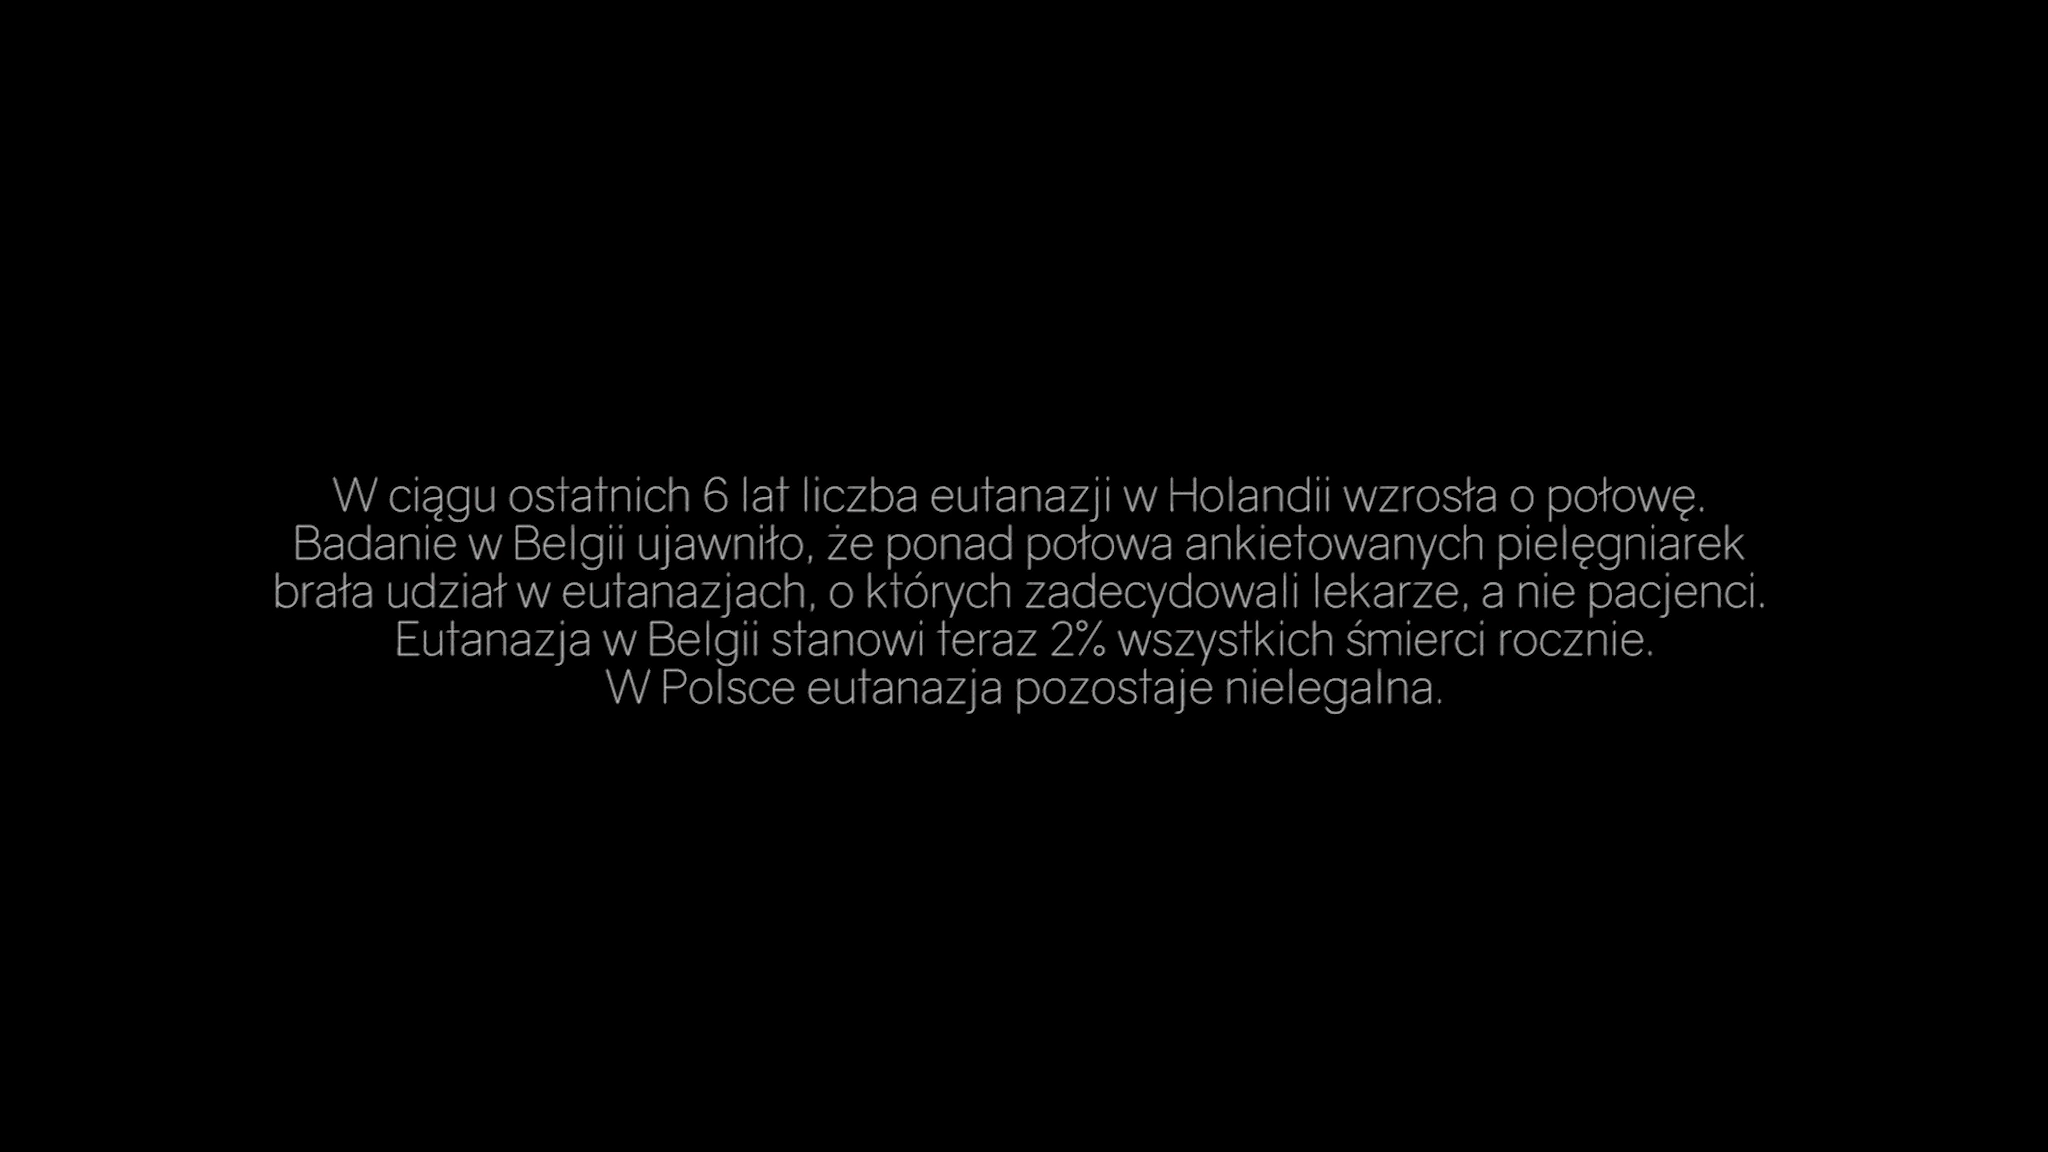 W ciągu ostatnich 6 lat liczba eutanazji w Holandii wzrosła o połowę.
Badanie w Belgii ujawniło, że ponad połowa ankietowanych pielęgniarek
brała udział w eutanazjach, o których zadecydowali lekarze, a nie pacjenci.
Eutanazja w Belgii stanowi teraz 2% wszystkich śmierci rocznie.
W Polsce eutanazja pozostaje nielegalna.